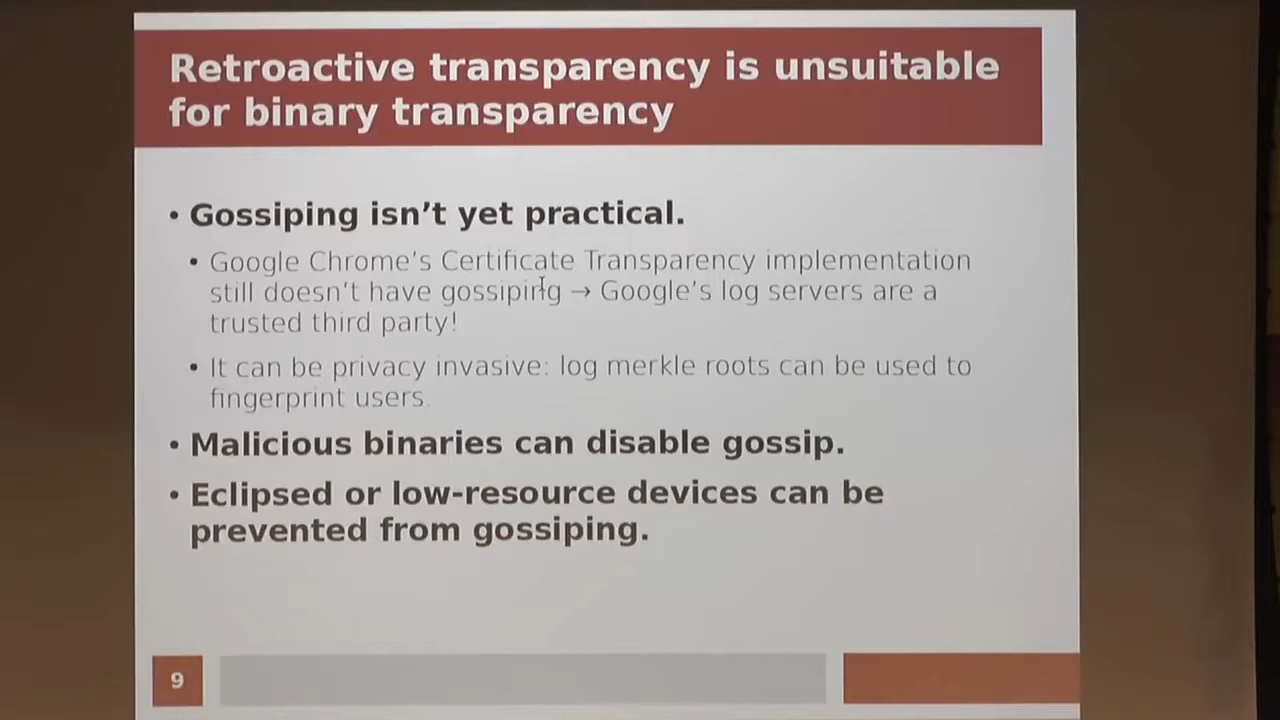 Retroactive transparency is unsuitable
for binary transparency
• Gossiping isn't yet practical.
• Google Chrome's Certificate Transparency implementation
still doesn't have gossiping → Google's log servers are a
trusted third party!
• It can be privacy invasive: log merkle roots can be used to
fingerprint users.
• Malicious binaries can disable gossip.
• Eclipsed or low-resource devices can be
prevented from gossiping.
9